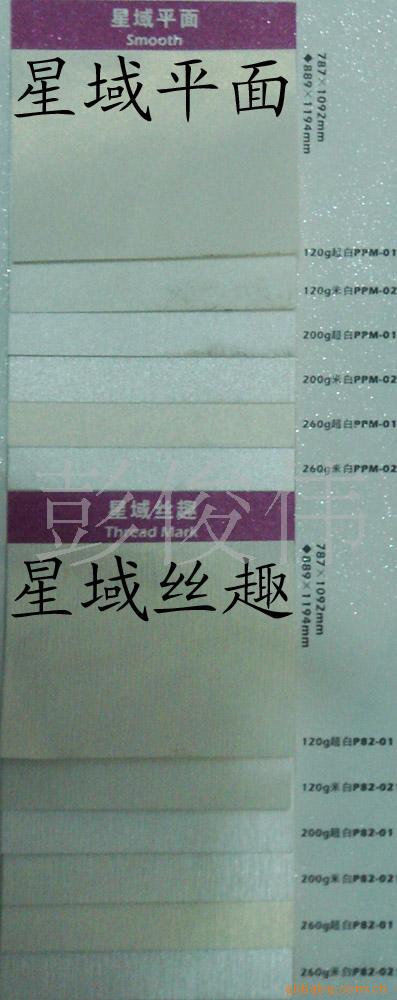 星域平面
Smooth
星域平面
787×1092mm
◆889×1194mm
120g超白PPM-01
120g米白PPM-02
200g超白PPM-01
200g米白PPM-02
260g超白PPM-01
260g米白PPM-02
彭俊伟
星域丝趣
Thread Mark
星域丝趣
787×1092mm
◆889×1194mm
120g超白P82-01
120g米白P82-02
200g超白P82-01
200g米白P82-02
260g超白P82-01
260g米白P82-02